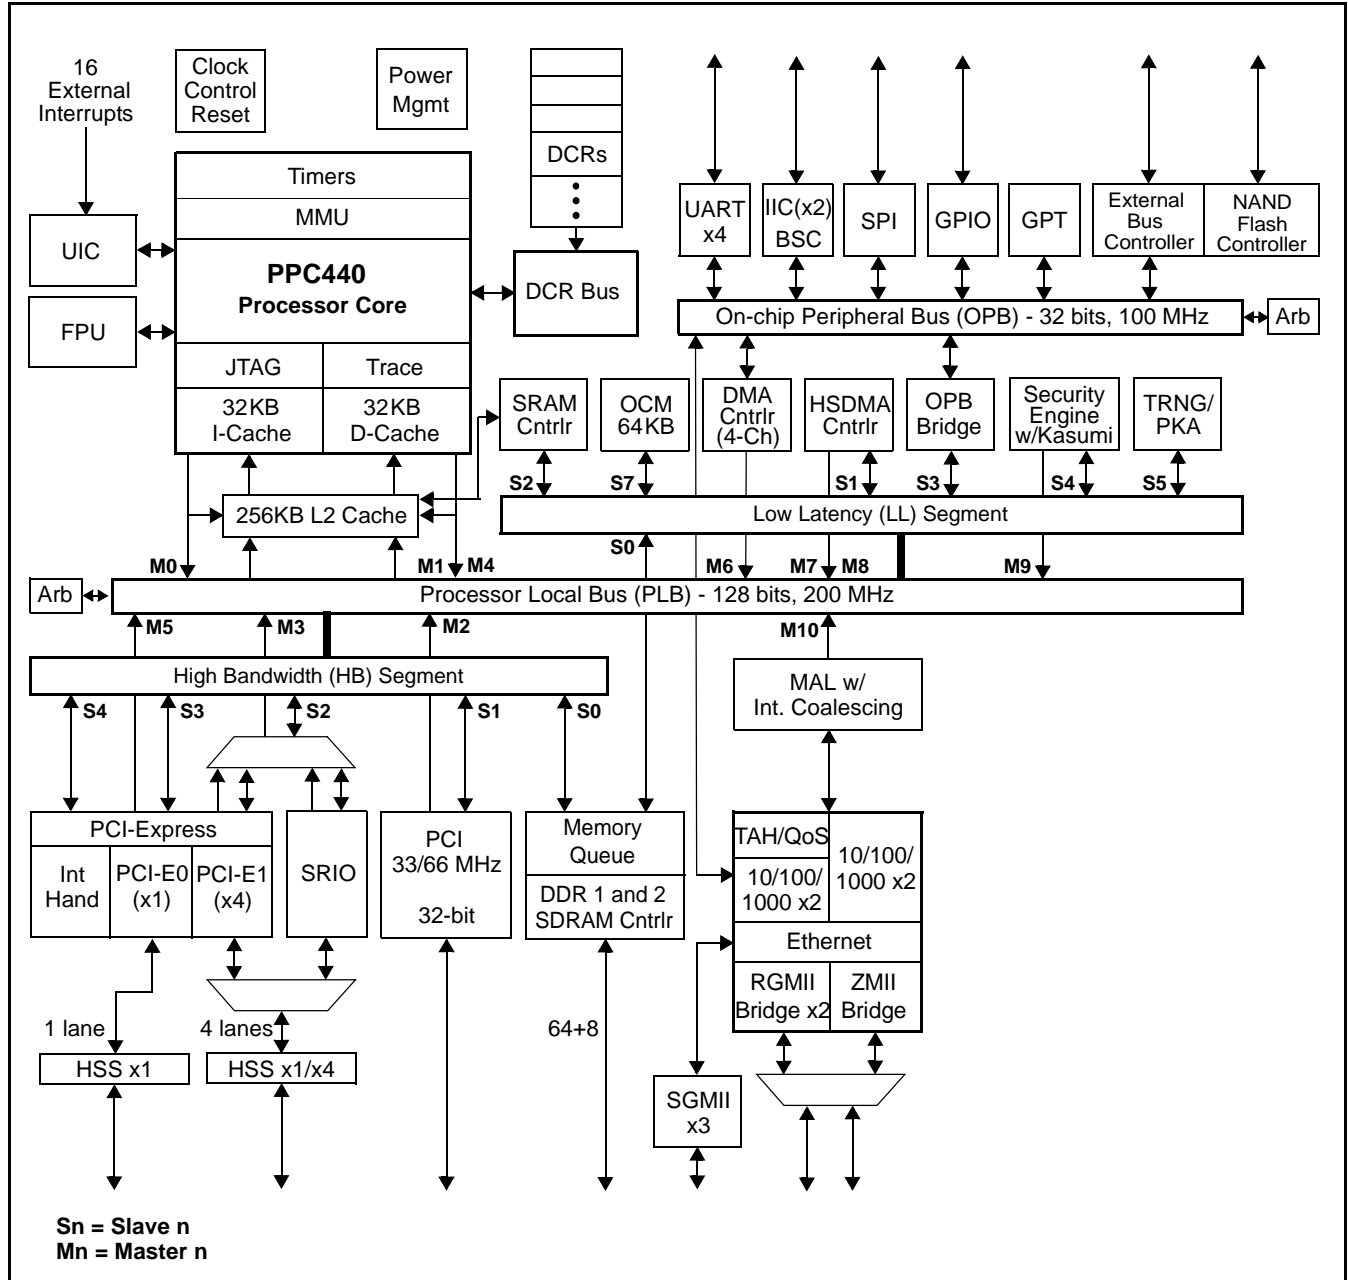 16
External
Interrupts
Clock
Control
Reset
Power
Mgmt
DCRs
Timers
MMU
PPC440
Processor Core
JTAG
Trace
32KB
I-Cache
32KB
D-Cache
UIC
FPU
DCR Bus
UART
x4
IIC(x2)
BSC
SPI
GPIO
GPT
External
Bus
Controller
NAND
Flash
Controller
On-chip Peripheral Bus (OPB) - 32 bits, 100 MHz
Arb
SRAM
Cntrlr
OCM
64KB
DMA
Cntrlr
(4-Ch)
HSDMA
Cntrlr
OPB
Bridge
Security
Engine
w/Kasumi
TRNG/
PKA
S2
S7
S1
S3
S4
S5
256KB L2 Cache
Low Latency (LL) Segment
S0
M0
M1
M4
M6
M7
M8
M9
Arb
Processor Local Bus (PLB) - 128 bits, 200 MHz
M5
M3
M2
M10
High Bandwidth (HB) Segment
MAL w/
Int. Coalescing
S4
S3
S2
S1
S0
PCI-Express
Int
Hand
PCI-E0
(x1)
PCI-E1
(x4)
SRIO
PCI
33/66 MHz
32-bit
Memory
Queue
DDR 1 and 2
SDRAM Cntrlr
TAH/QoS
10/100/
1000 x2
10/100/
1000 x2
Ethernet
RGMII
Bridge x2
ZMII
Bridge
1 lane
4 lanes
64+8
HSS x1
HSS x1/x4
SGMII
x3
Sn = Slave n
Mn = Master n